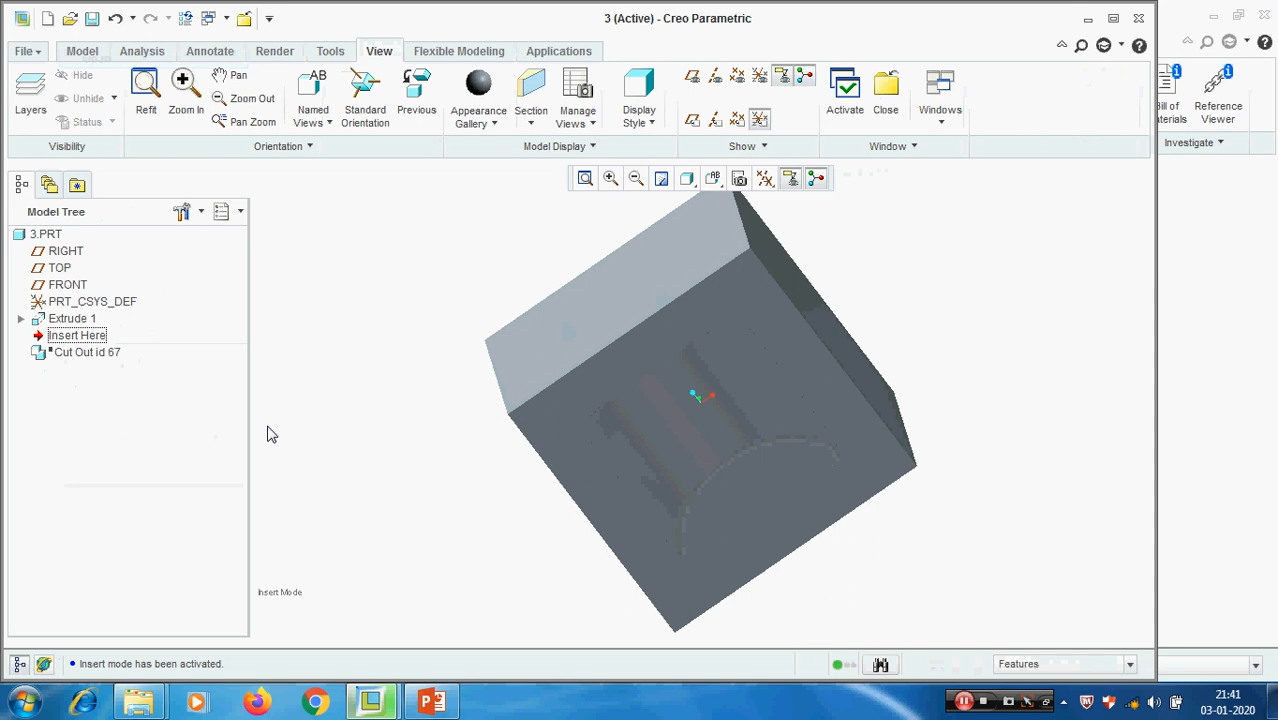 3 (Active) - Creo Parametric
File Model Analysis Annotate Render Tools View Flexible Modeling Applications
Hide
Unhide
Status
Layers
Visibility
Refit
Zoom In
Pan
Zoom Out
Pan Zoom
Named Views
Standard Orientation
Previous
Orientation
Appearance Gallery
Section
Manage Views
Display Style
Model Display
Show
Activate
Close
Windows
Window
Reference Viewer
Investigate
Model Tree
3.PRT
RIGHT
TOP
FRONT
PRT_CSYS_DEF
Extrude 1
Insert Here
Cut Out id 67
Insert Mode
Insert mode has been activated.
Features
21:41
03-01-2020